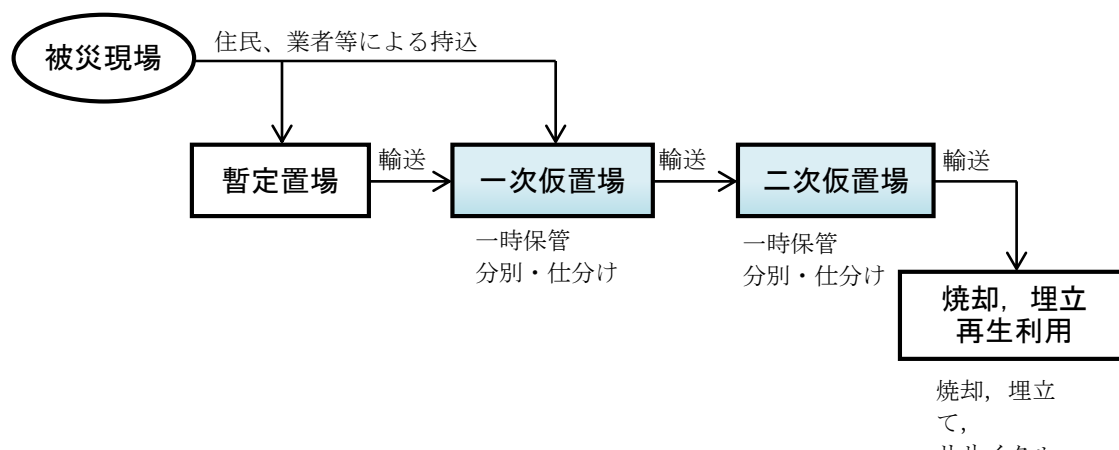 被災現場
住民、業者等による持込
暫定置場
輸送
一次仮置場
輸送
二次仮置場
輸送
一時保管
分別・仕分け
一時保管
分別・仕分け
焼却，埋立
再生利用
焼却，埋立
て，